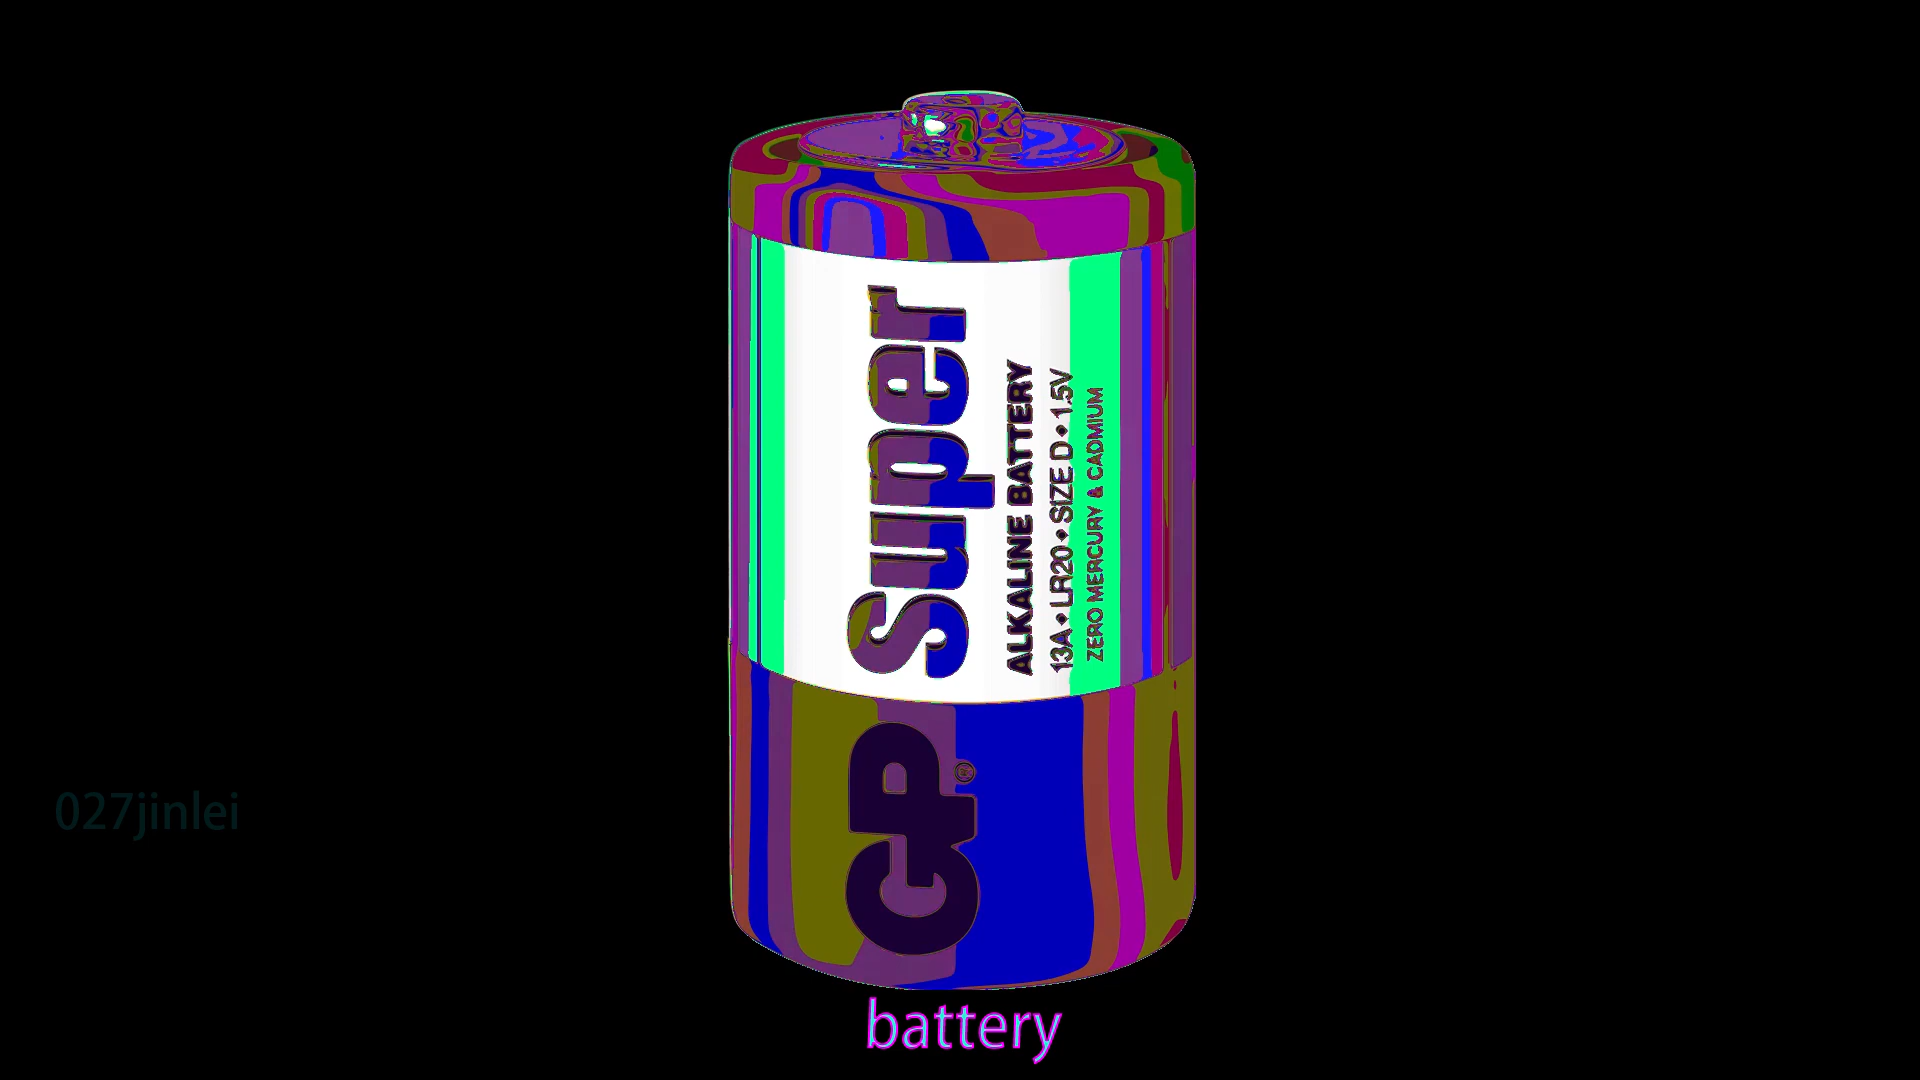 Super
ALKALINE BATTERY
13A • LR20 • SIZE D • 1.5V
ZERO MERCURY & CADMIUM
GP®
027jinlei
battery